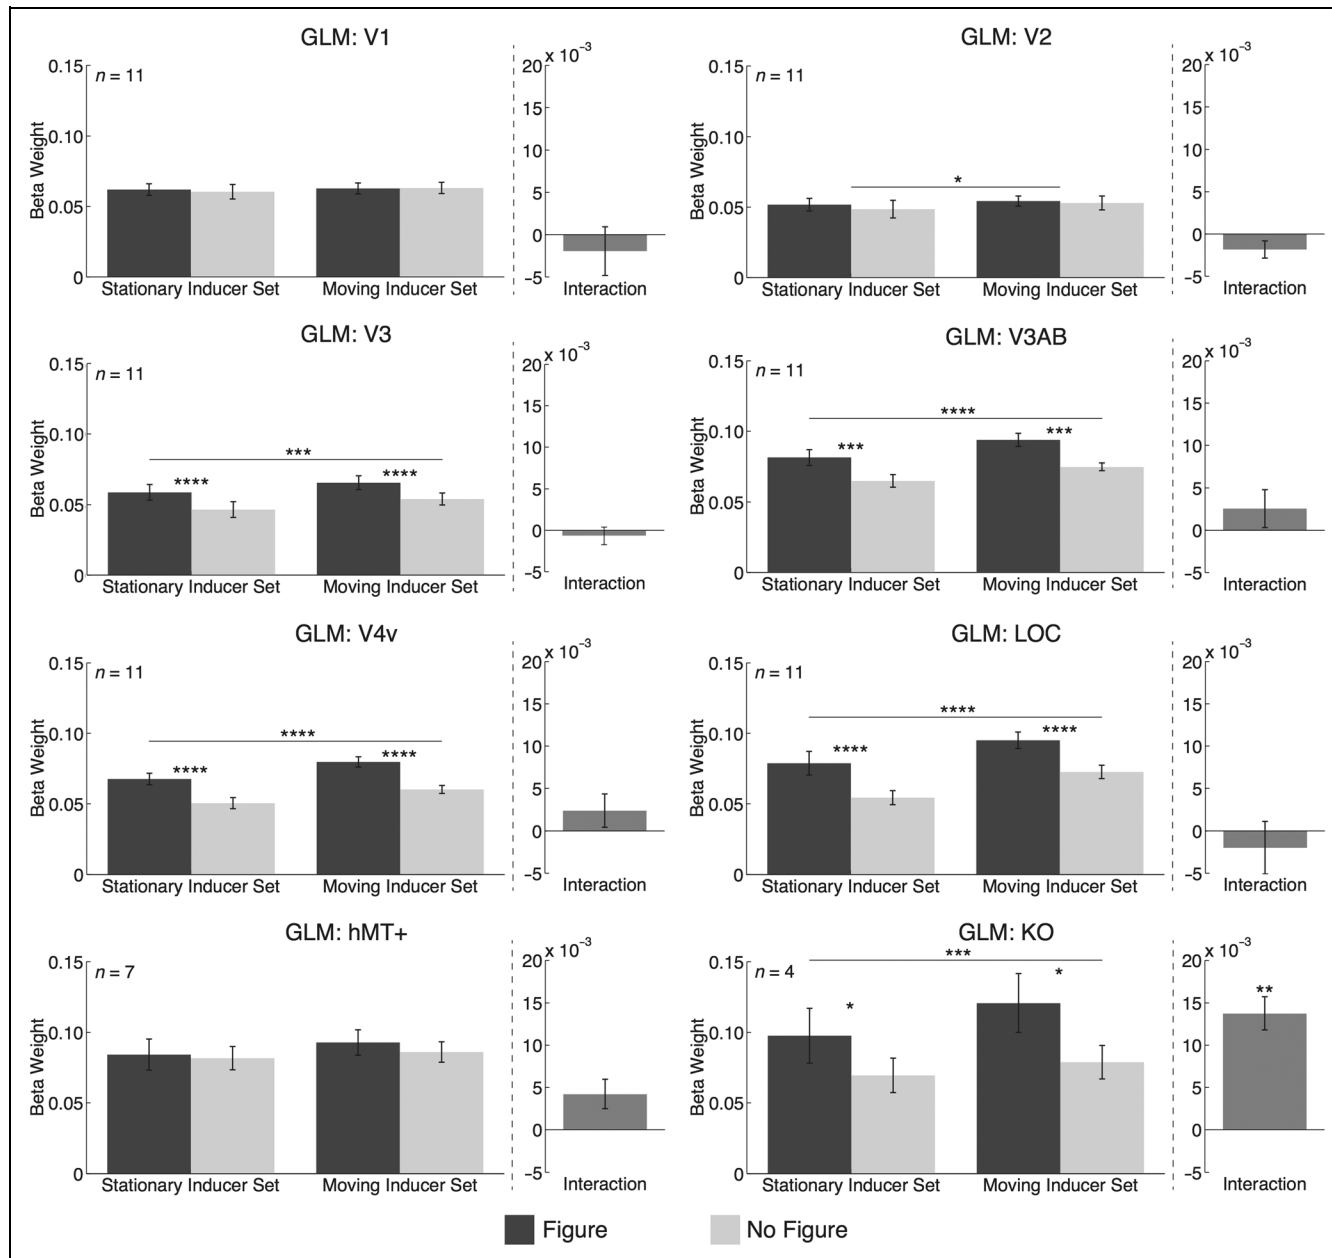 GLM: V1
0.15
0.10
0.05
0
Beta Weight
n = 11
Stationary Inducer Set
Moving Inducer Set
x 10⁻³
20
15
10
5
0
−5
Interaction
GLM: V2
0.15
0.10
0.05
0
Beta Weight
n = 11
*
Stationary Inducer Set
Moving Inducer Set
x 10⁻³
20
15
10
5
0
−5
Interaction
GLM: V3
0.15
0.10
0.05
0
Beta Weight
n = 11
***
**** ****
Stationary Inducer Set
Moving Inducer Set
x 10⁻³
20
15
10
5
0
−5
Interaction
GLM: V3AB
0.15
0.10
0.05
0
Beta Weight
n = 11
****
*** ***
Stationary Inducer Set
Moving Inducer Set
x 10⁻³
20
15
10
5
0
−5
Interaction
GLM: V4v
0.15
0.10
0.05
0
Beta Weight
n = 11
****
**** ****
Stationary Inducer Set
Moving Inducer Set
x 10⁻³
20
15
10
5
0
−5
Interaction
GLM: LOC
0.15
0.10
0.05
0
Beta Weight
n = 11
****
**** ****
Stationary Inducer Set
Moving Inducer Set
x 10⁻³
20
15
10
5
0
−5
Interaction
GLM: hMT+
0.15
0.10
0.05
0
Beta Weight
n = 7
Stationary Inducer Set
Moving Inducer Set
x 10⁻³
20
15
10
5
0
−5
Interaction
GLM: KO
0.15
0.10
0.05
0
Beta Weight
n = 4
***
* *
Stationary Inducer Set
Moving Inducer Set
x 10⁻³
20
15
10
5
0
−5
**
Interaction
Figure
No Figure